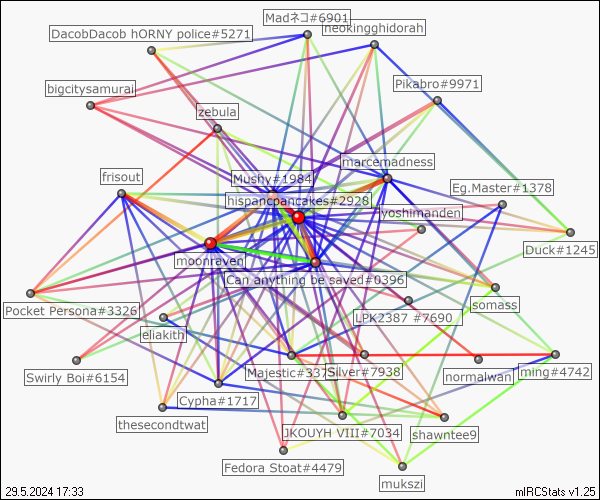 Madネコ#6901
neokingghidorah
DacobDacob hORNY police#5271
Pikabro#9971
bigcitysamurai
zebula
marcemadness
Mushy#1984
frisout
Eg.Master#1378
hispancpancakes#2928
yoshimanden
Duck#1245
moonraven
Can anything be saved#0396
somass
Pocket Persona#3326
LPK2387 #7690
eliakith
Swirly Boi#6154
Majestic#337
Silver#7938
normalwan
ming#4742
Cypha#1717
thesecondtwat
JKOUYH VIII#7034
shawntee9
Fedora Stoat#4479
mukszi
29.5.2024 17:33
mIRCStats v1.25